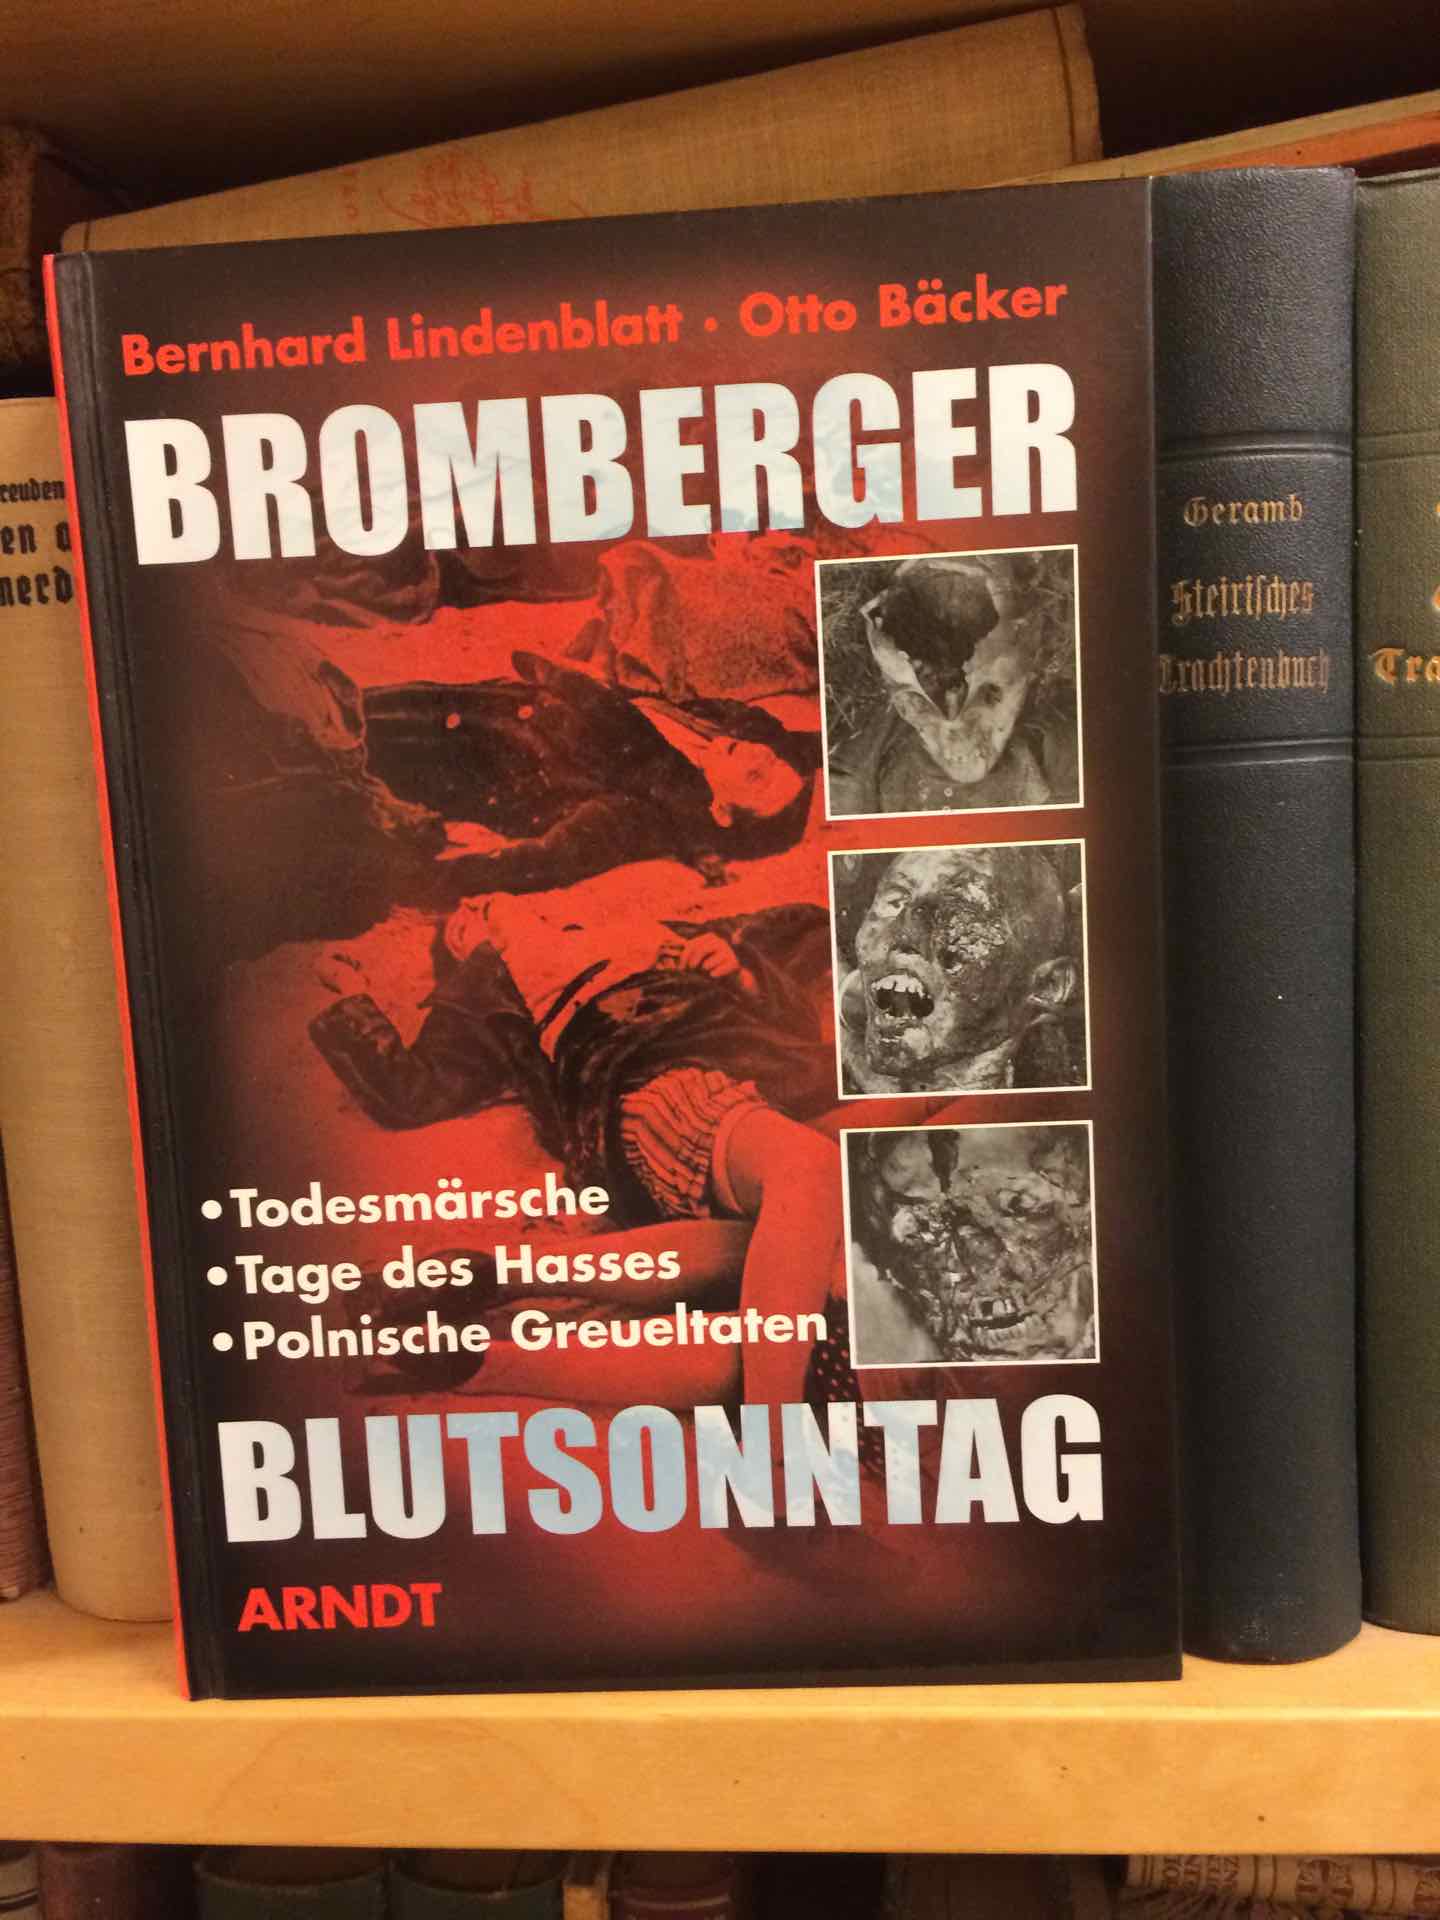 Bernhard Lindenblatt · Otto Bäcker
BROMBERGER
• Todesmärsche
• Tage des Hasses
• Polnische Greueltaten
BLUTSONNTAG
ARNDT
Geramb
Steirisches
Trachtenbuch